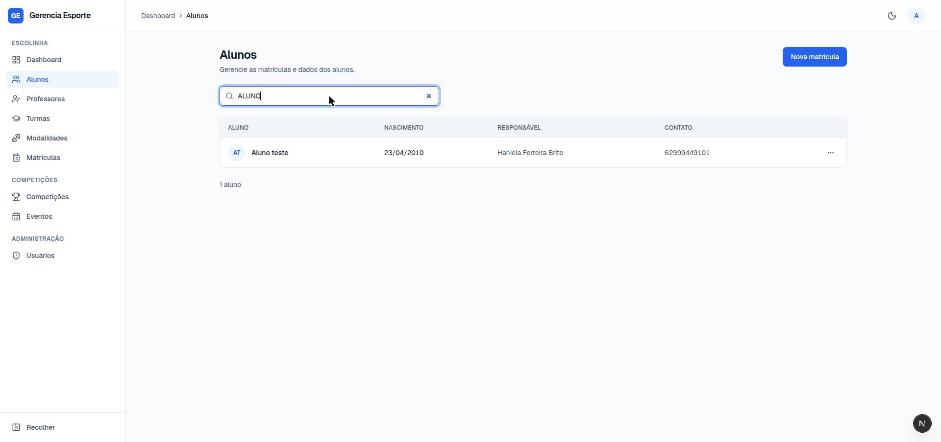 GE Gerencia Esporte
Dashboard > Alunos
A
ESCOLINHA
Dashboard
Alunos
Professores
Turmas
Modalidades
Matrículas
COMPETIÇÕES
Competições
Eventos
ADMINISTRAÇÃO
Usuários
Recolher
Alunos
Gerencie as matrículas e dados dos alunos.
Nova matrícula
ALUNO
ALUNO NASCIMENTO RESPONSÁVEL CONTATO
AT Aluno teste 23/04/2010 Haniela Ferreira Brito 62999449101
1 aluno
N